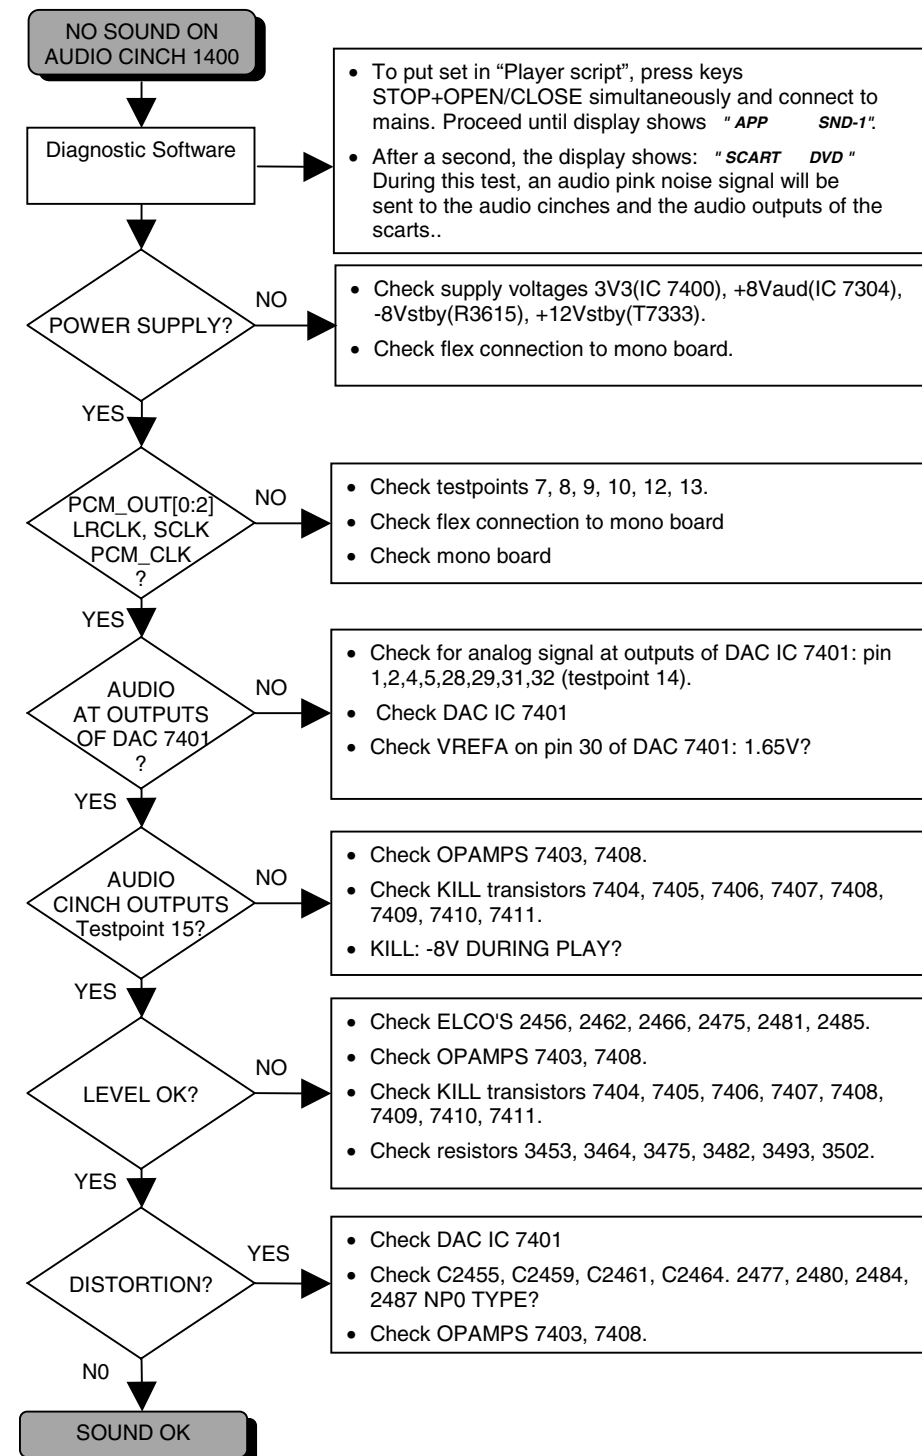 NO SOUND ON
AUDIO CINCH 1400
• To put set in “Player script”, press keys
STOP+OPEN/CLOSE simultaneously and connect to
mains. Proceed until display shows " APP SND-1".
Diagnostic Software
• After a second, the display shows: " SCART DVD "
During this test, an audio pink noise signal will be
sent to the audio cinches and the audio outputs of the
scarts..
POWER SUPPLY?
NO
• Check supply voltages 3V3(IC 7400), +8Vaud(IC 7304),
-8Vstby(R3615), +12Vstby(T7333).
• Check flex connection to mono board.
YES
PCM_OUT[0:2]
LRCLK, SCLK
PCM_CLK
?
NO
• Check testpoints 7, 8, 9, 10, 12, 13.
• Check flex connection to mono board
• Check mono board
YES
AUDIO
AT OUTPUTS
OF DAC 7401
?
NO
• Check for analog signal at outputs of DAC IC 7401: pin
1,2,4,5,28,29,31,32 (testpoint 14).
• Check DAC IC 7401
• Check VREFA on pin 30 of DAC 7401: 1.65V?
YES
AUDIO
CINCH OUTPUTS
Testpoint 15?
NO
• Check OPAMPS 7403, 7408.
• Check KILL transistors 7404, 7405, 7406, 7407, 7408,
7409, 7410, 7411.
• KILL: -8V DURING PLAY?
YES
LEVEL OK?
NO
• Check ELCO'S 2456, 2462, 2466, 2475, 2481, 2485.
• Check OPAMPS 7403, 7408.
• Check KILL transistors 7404, 7405, 7406, 7407, 7408,
7409, 7410, 7411.
• Check resistors 3453, 3464, 3475, 3482, 3493, 3502.
YES
DISTORTION?
YES
• Check DAC IC 7401
• Check C2455, C2459, C2461, C2464. 2477, 2480, 2484,
2487 NP0 TYPE?
• Check OPAMPS 7403, 7408.
N0
SOUND OK